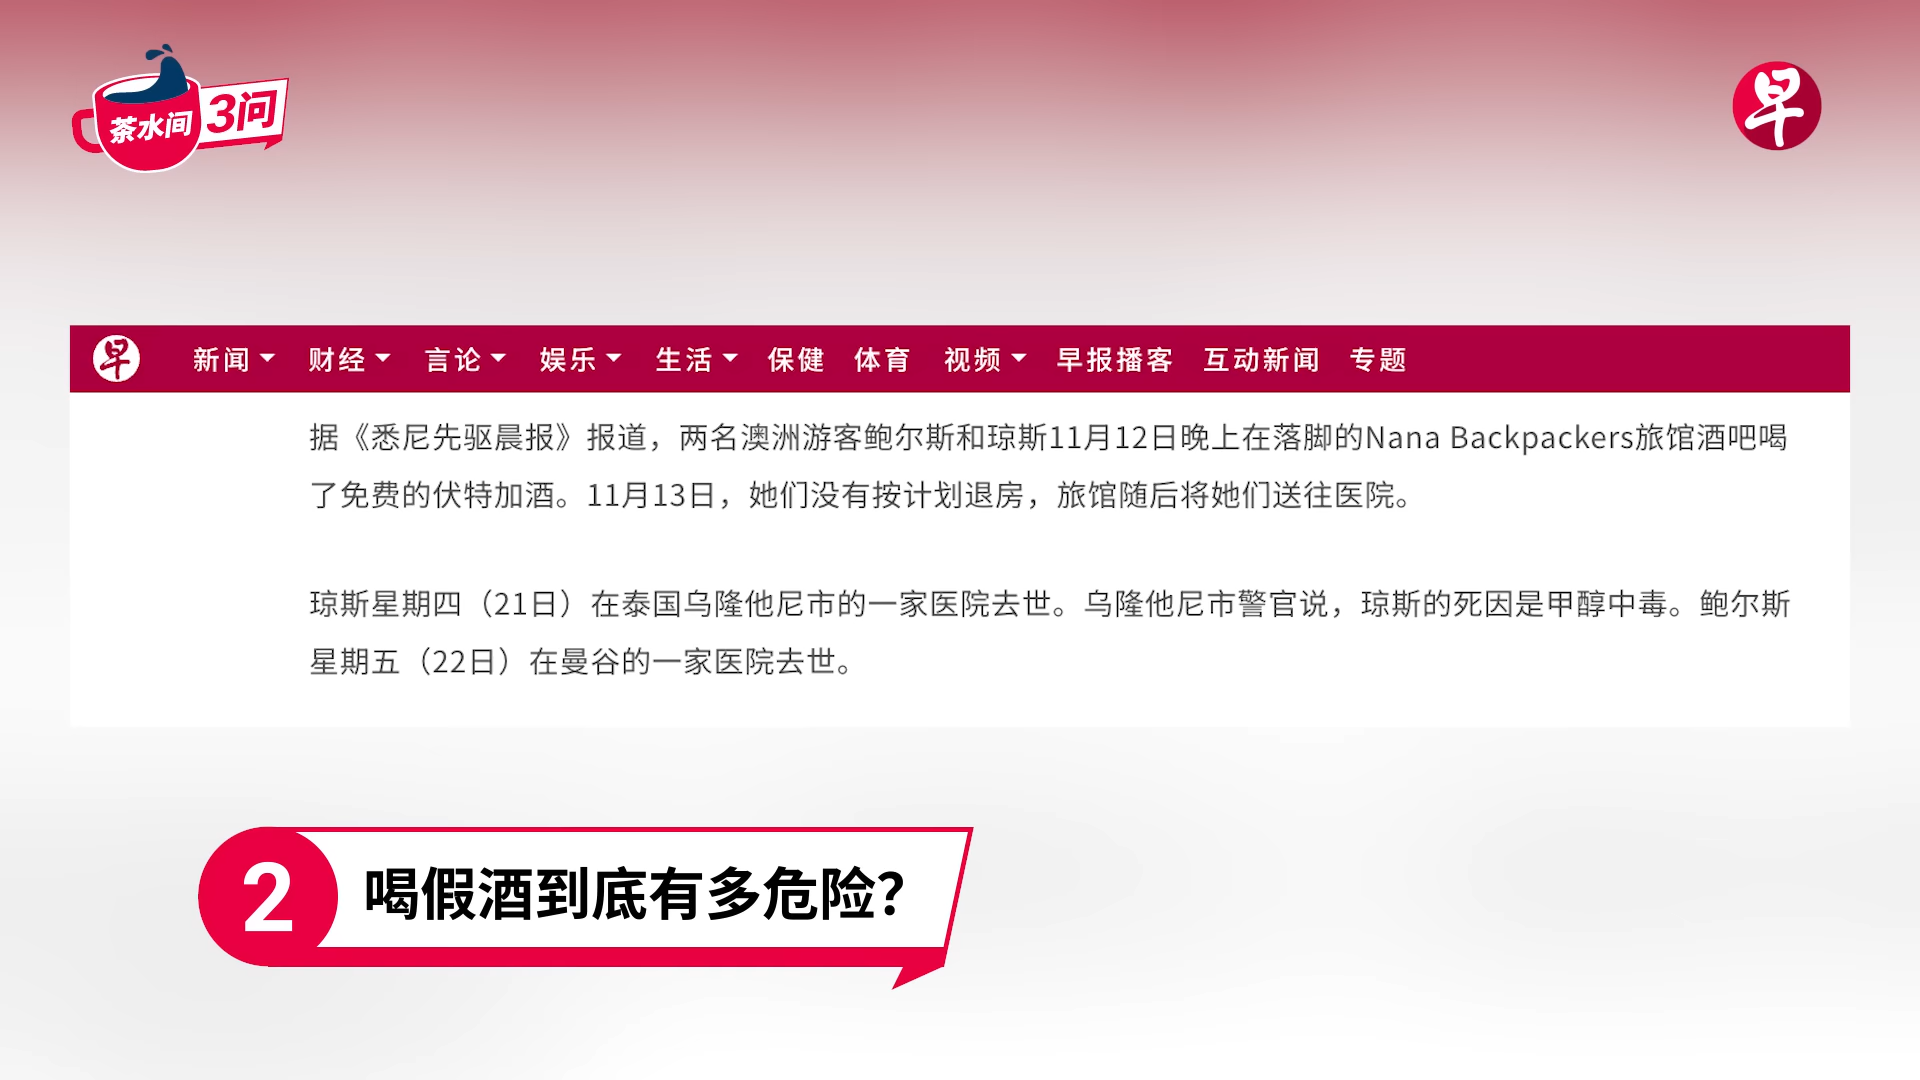 茶水间 3问
早
早 新闻 财经 言论 娱乐 生活 保健 体育 视频 早报播客 互动新闻 专题
据《悉尼先驱晨报》报道，两名澳洲游客鲍尔斯和琼斯11月12日晚上在落脚的Nana Backpackers旅馆酒吧喝
了免费的伏特加酒。11月13日，她们没有按计划退房，旅馆随后将她们送往医院。
琼斯星期四（21日）在泰国乌隆他尼市的一家医院去世。乌隆他尼市警官说，琼斯的死因是甲醇中毒。鲍尔斯
星期五（22日）在曼谷的一家医院去世。
2 喝假酒到底有多危险？